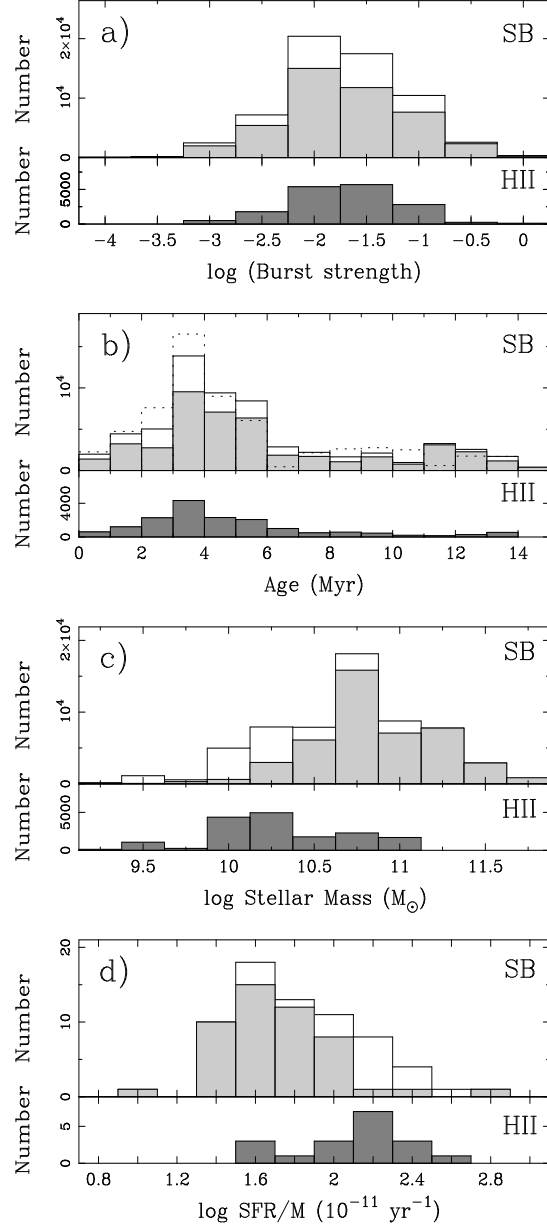 a)
SB
Number
2×10⁴
10⁴
0
HII
Number
5000
0
−4 −3.5 −3 −2.5 −2 −1.5 −1 −0.5 0
log (Burst strength)
b)
SB
Number
10⁴
0
HII
Number
4000
0
0 2 4 6 8 10 12 14
Age (Myr)
c)
SB
Number
2×10⁴
10⁴
0
HII
Number
5000
0
9.5 10 10.5 11 11.5
log Stellar Mass (M⊙)
d)
SB
Number
20
10
0
HII
Number
5
0
0.8 1.2 1.6 2 2.4 2.8
log SFR/M (10⁻¹¹ yr⁻¹)